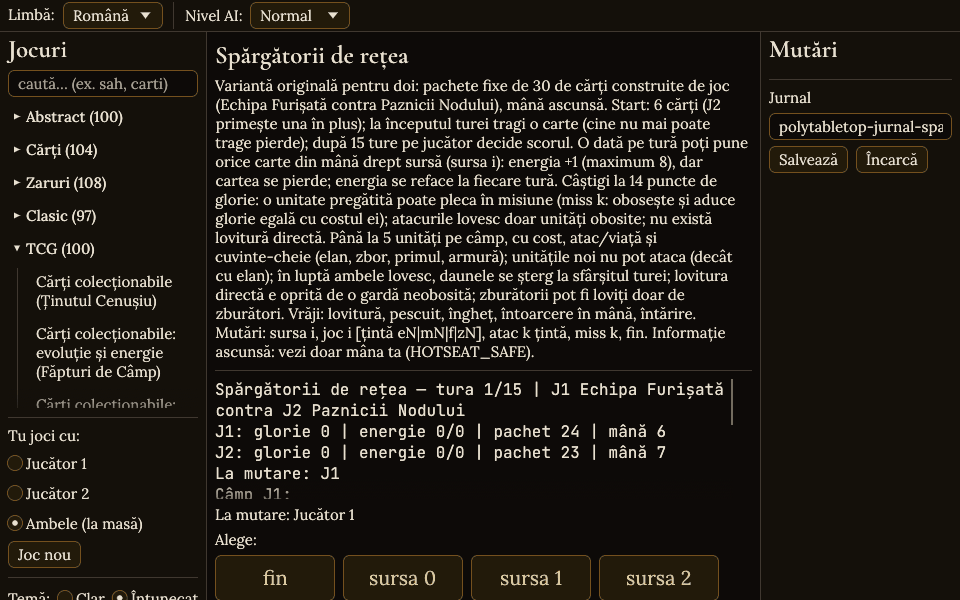 Limbă: Română ▼ Nivel AI: Normal ▼
Jocuri
caută... (ex. sah, carti)
▸ Abstract (100)
▸ Cărți (104)
▸ Zaruri (108)
▸ Clasic (97)
▾ TCG (100)
Cărți colecționabile
(Ținutul Cenușiu)
Cărți colecționabile:
evoluție și energie
(Făpturi de Câmp)
Cărți colecționabile:
Tu joci cu:
Jucător 1
Jucător 2
Ambele (la masă)
Joc nou
Temă: Clar Întunecat
Spărgătorii de rețea
Variantă originală pentru doi: pachete fixe de 30 de cărți construite de joc
(Echipa Furișată contra Paznicii Nodului), mână ascunsă. Start: 6 cărți (J2
primește una în plus); la începutul turei tragi o carte (cine nu mai poate
trage pierde); după 15 ture pe jucător decide scorul. O dată pe tură poți pune
orice carte din mână drept sursă (sursa i): energia +1 (maximum 8), dar
cartea se pierde; energia se reface la fiecare tură. Câștigi la 14 puncte de
glorie: o unitate pregătită poate pleca în misiune (miss k: obosește și aduce
glorie egală cu costul ei); atacurile lovesc doar unități obosite; nu există
lovitură directă. Până la 5 unități pe câmp, cu cost, atac/viață și
cuvinte-cheie (elan, zbor, primul, armură); unitățile noi nu pot ataca (decât
cu elan); în luptă ambele lovesc, daunele se șterg la sfârșitul turei; lovitura
directă e oprită de o gardă neobosită; zburătorii pot fi loviți doar de
zburători. Vrăji: lovitură, pescuit, îngheț, întoarcere în mână, întărire.
Mutări: sursa i, joc i [țintă eN|mN|f|zN], atac k țintă, miss k, fin. Informație
ascunsă: vezi doar mâna ta (HOTSEAT_SAFE).
Spărgătorii de rețea — tura 1/15 | J1 Echipa Furișată
contra J2 Paznicii Nodului
J1: glorie 0 | energie 0/0 | pachet 24 | mână 6
J2: glorie 0 | energie 0/0 | pachet 23 | mână 7
La mutare: J1
Câmp J1:
La mutare: Jucător 1
Alege:
fin sursa 0 sursa 1 sursa 2
Mutări
Jurnal
polytabletop-jurnal-spa
Salvează Încarcă